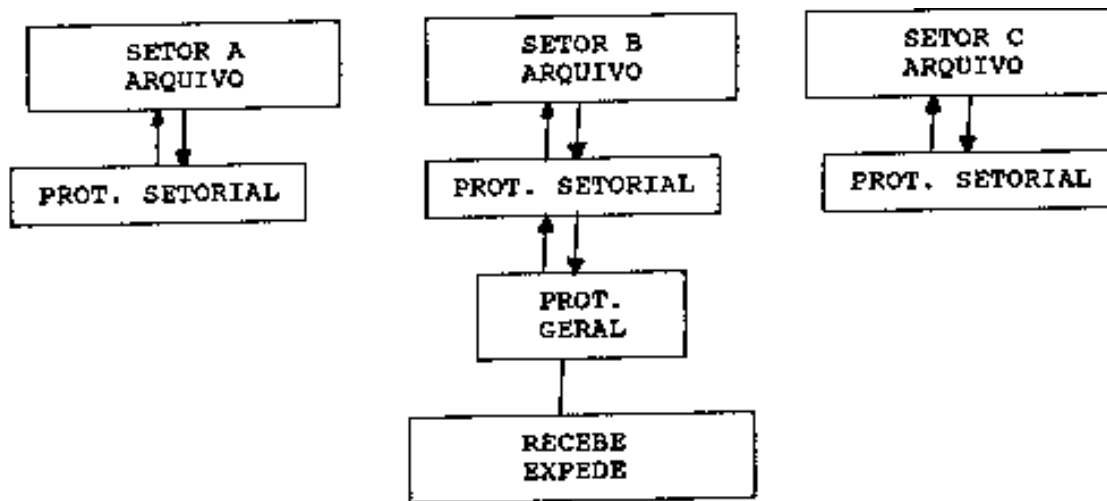 SETOR A
ARQUIVO
SETOR B
ARQUIVO
SETOR C
ARQUIVO
PROT. SETORIAL
PROT. SETORIAL
PROT. SETORIAL
PROT.
GERAL
RECEBE
EXPEDE